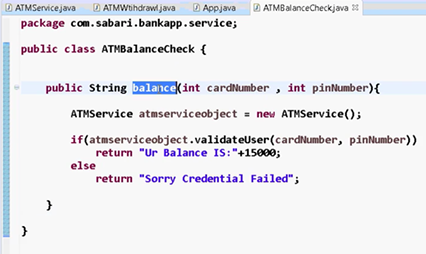 ATMService.java ATMWtihdrawl.java App.java ATMBalanceCheck.java
package com.sabari.bankapp.service;
public class ATMBalanceCheck {
public String balance(int cardNumber , int pinNumber){
ATMService atmserviceobject = new ATMService();
if(atmserviceobject.validateUser(cardNumber, pinNumber))
return "Ur Balance IS:"+15000;
else
return "Sorry Credential Failed";
}
}